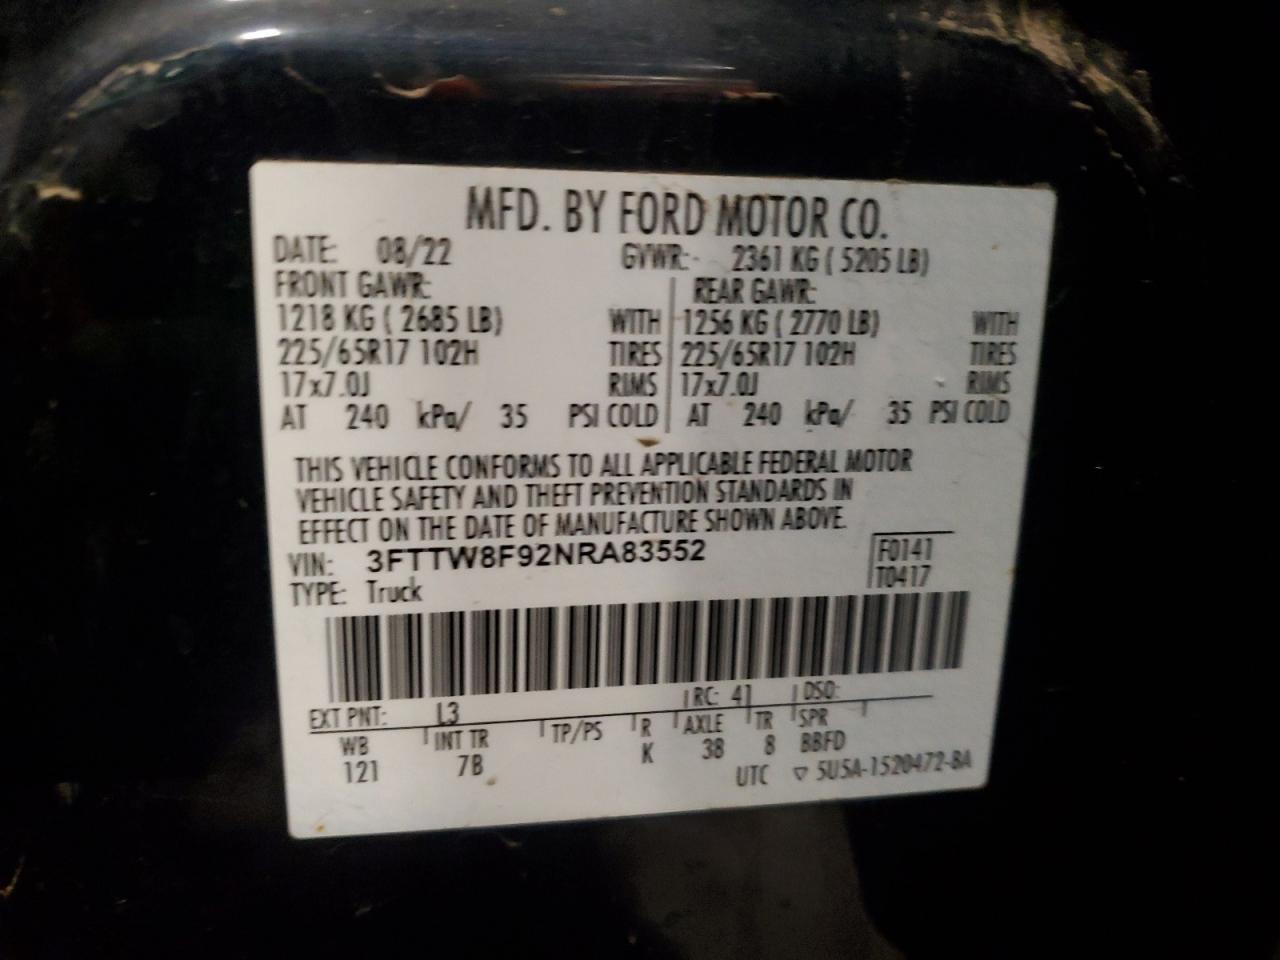 MFD. BY FORD MOTOR CO.
DATE: 08/22 GVWR: 2361 KG ( 5205 LB)
FRONT GAWR: REAR GAWR:
1218 KG ( 2685 LB) WITH 1256 KG ( 2770 LB) WITH
225/65R17 102H TIRES 225/65R17 102H TIRES
17x7.0J RIMS 17x7.0J RIMS
AT 240 kPa/ 35 PSI COLD AT 240 kPa/ 35 PSI COLD
THIS VEHICLE CONFORMS TO ALL APPLICABLE FEDERAL MOTOR
VEHICLE SAFETY AND THEFT PREVENTION STANDARDS IN
EFFECT ON THE DATE OF MANUFACTURE SHOWN ABOVE.
VIN: 3FTTW8F92NRA83552 F0141
TYPE: Truck T0417
EXT PNT: L3 RC: 41 DSO:
WB INT TR TP/PS R AXLE TR SPR
121 7B K 38 8 BBFD
UTC ▽ 5U5A-1520472-BA